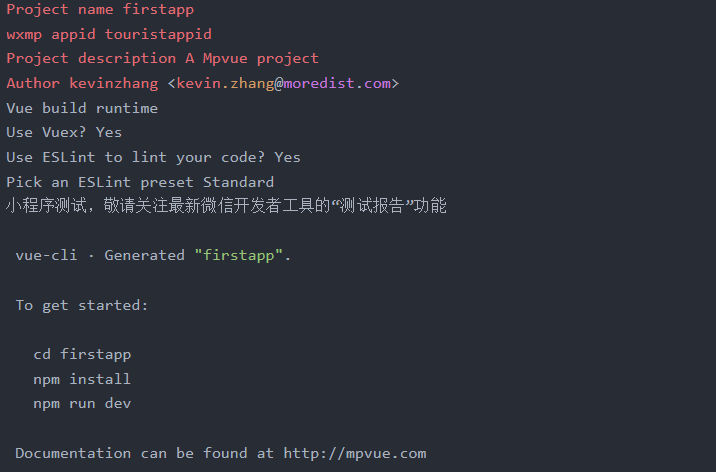 Project name firstapp
wxmp appid touristappid
Project description A Mpvue project
Author kevinzhang <kevin.zhang@moredist.com>
Vue build runtime
Use Vuex? Yes
Use ESLint to lint your code? Yes
Pick an ESLint preset Standard
小程序测试，敬请关注最新微信开发者工具的“测试报告”功能
vue-cli · Generated "firstapp".
To get started:
cd firstapp
npm install
npm run dev
Documentation can be found at http://mpvue.com